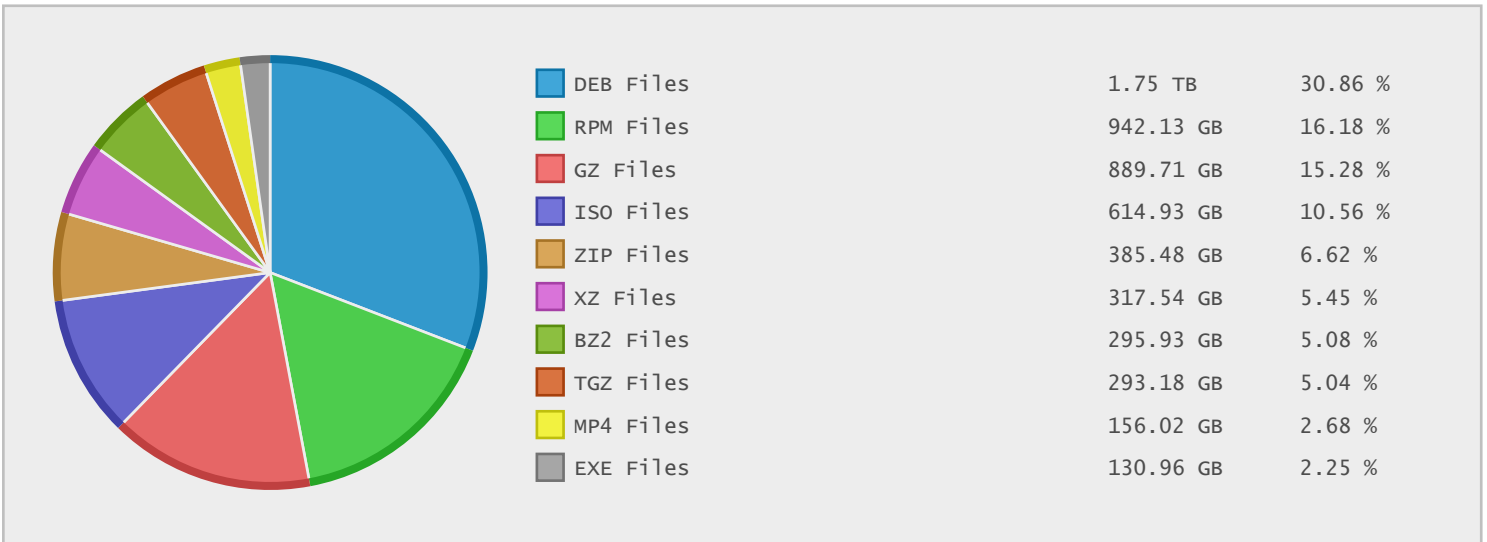 DEB Files 1.75 TB 30.86 %
RPM Files 942.13 GB 16.18 %
GZ Files 889.71 GB 15.28 %
ISO Files 614.93 GB 10.56 %
ZIP Files 385.48 GB 6.62 %
XZ Files 317.54 GB 5.45 %
BZ2 Files 295.93 GB 5.08 %
TGZ Files 293.18 GB 5.04 %
MP4 Files 156.02 GB 2.68 %
EXE Files 130.96 GB 2.25 %